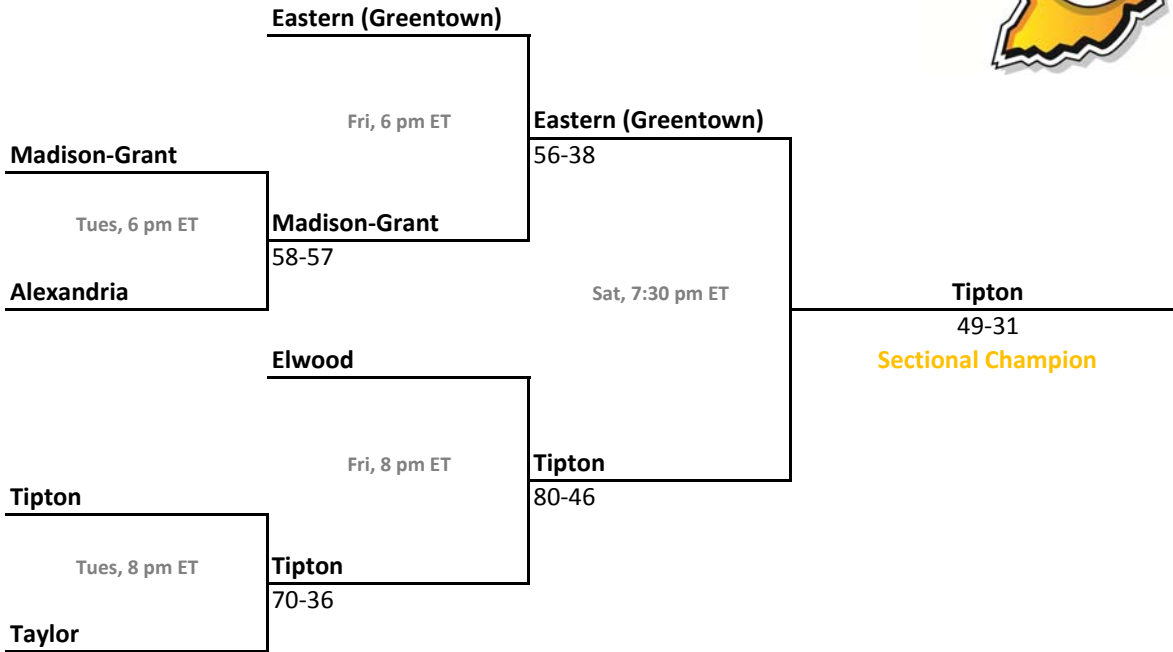 Eastern (Greentown)
Fri, 6 pm ET
Eastern (Greentown)
Madison-Grant
56-38
Tues, 6 pm ET
Madison-Grant
58-57
Alexandria
Sat, 7:30 pm ET
Tipton
49-31
Elwood
Sectional Champion
Fri, 8 pm ET
Tipton
Tipton
80-46
Tues, 8 pm ET
Tipton
70-36
Taylor